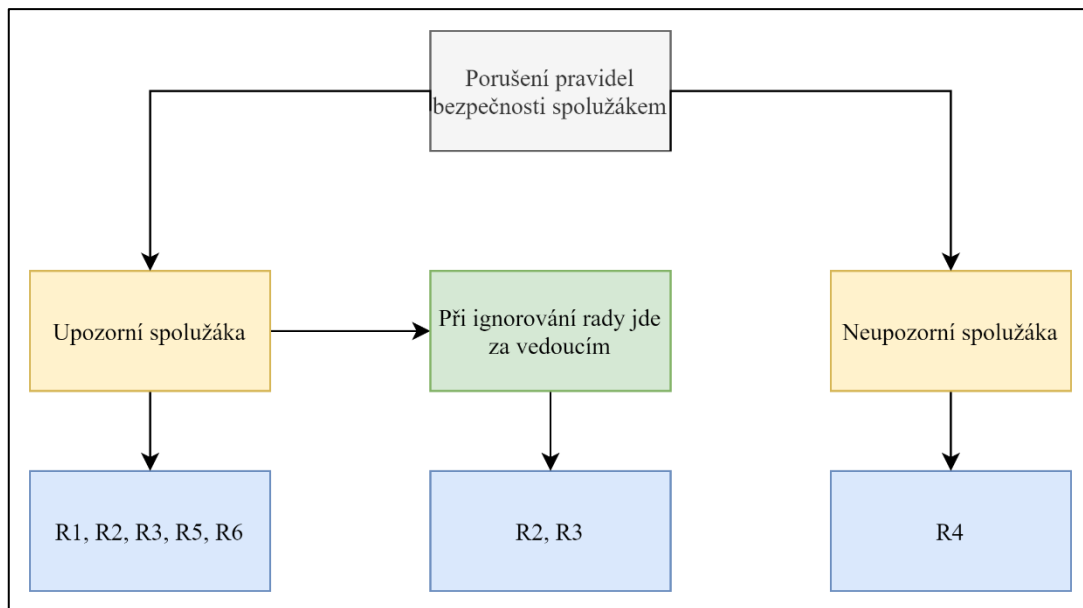 Porušení pravidel
bezpečnosti spolužákem
Upozorní spolužáka
Při ignorování rady jde
za vedoucím
Neupozorní spolužáka
R1, R2, R3, R5, R6
R2, R3
R4